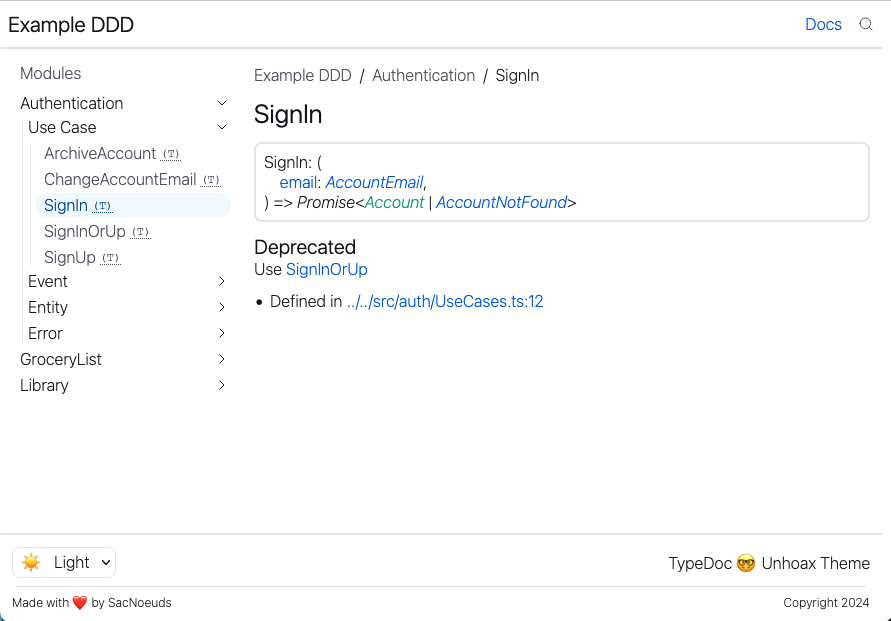 Example DDD
Docs
Modules
Authentication
Use Case
ArchiveAccount (T)
ChangeAccountEmail (T)
SignIn (T)
SignInOrUp (T)
SignUp (T)
Event
Entity
Error
GroceryList
Library
Example DDD / Authentication / SignIn
SignIn
SignIn: (
email: AccountEmail,
) => Promise<Account | AccountNotFound>
Deprecated
Use SignInOrUp
• Defined in ../../src/auth/UseCases.ts:12
Light
TypeDoc 🤓 Unhoax Theme
Made with ❤️ by SacNoeuds
Copyright 2024